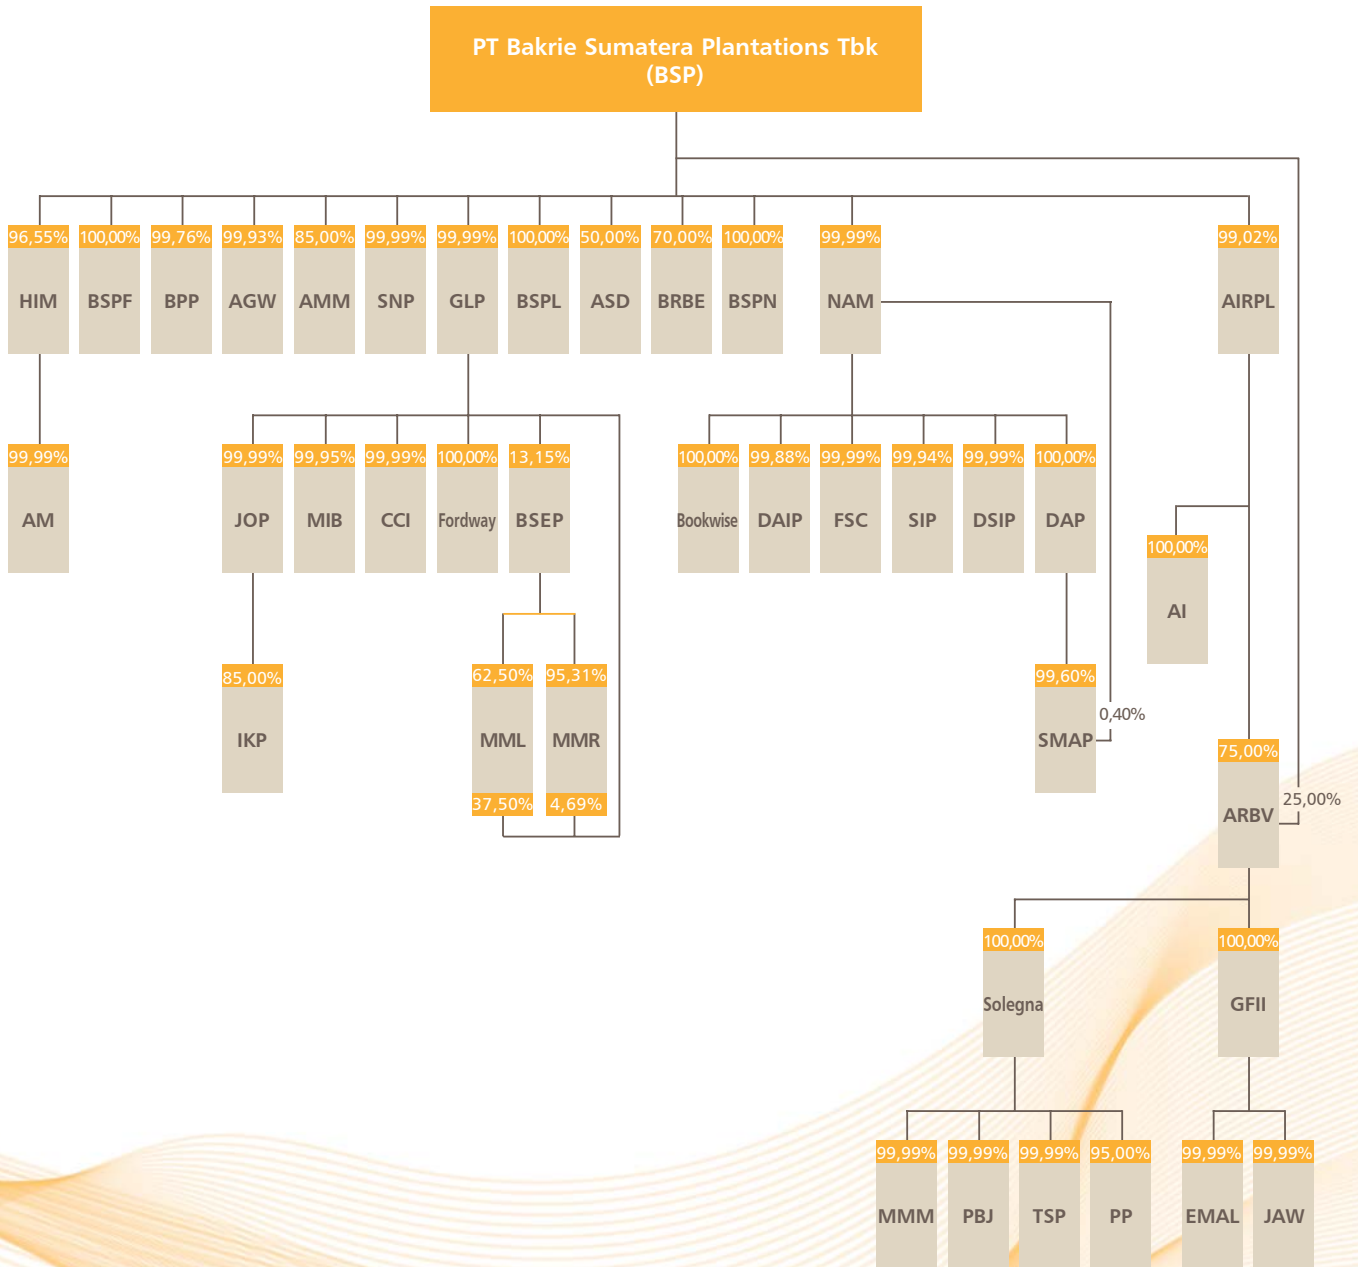 PT Bakrie Sumatera Plantations Tbk
(BSP)
96,55% 100,00% 99,76% 99,93% 85,00% 99,99% 99,99% 100,00% 50,00% 70,00% 100,00% 99,99% 99,02%
HIM BSPF BPP AGW AMM SNP GLP BSPL ASD BRBE BSPN NAM AIRPL
99,99% 99,99% 99,95% 99,99% 100,00% 13,15% 100,00% 99,88% 99,99% 99,94% 99,99% 100,00%
AM JOP MIB CCI Fordway BSEP Bookwise DAIP FSC SIP DSIP DAP
100,00%
AI
85,00% 62,50% 95,31% 99,60%
0,40%
IKP MML MMR SMAP
75,00%
37,50% 4,69% 25,00%
ARBV
100,00% 100,00%
Solegna GFII
99,99% 99,99% 99,99% 95,00% 99,99% 99,99%
MMM PBJ TSP PP EMAL JAW